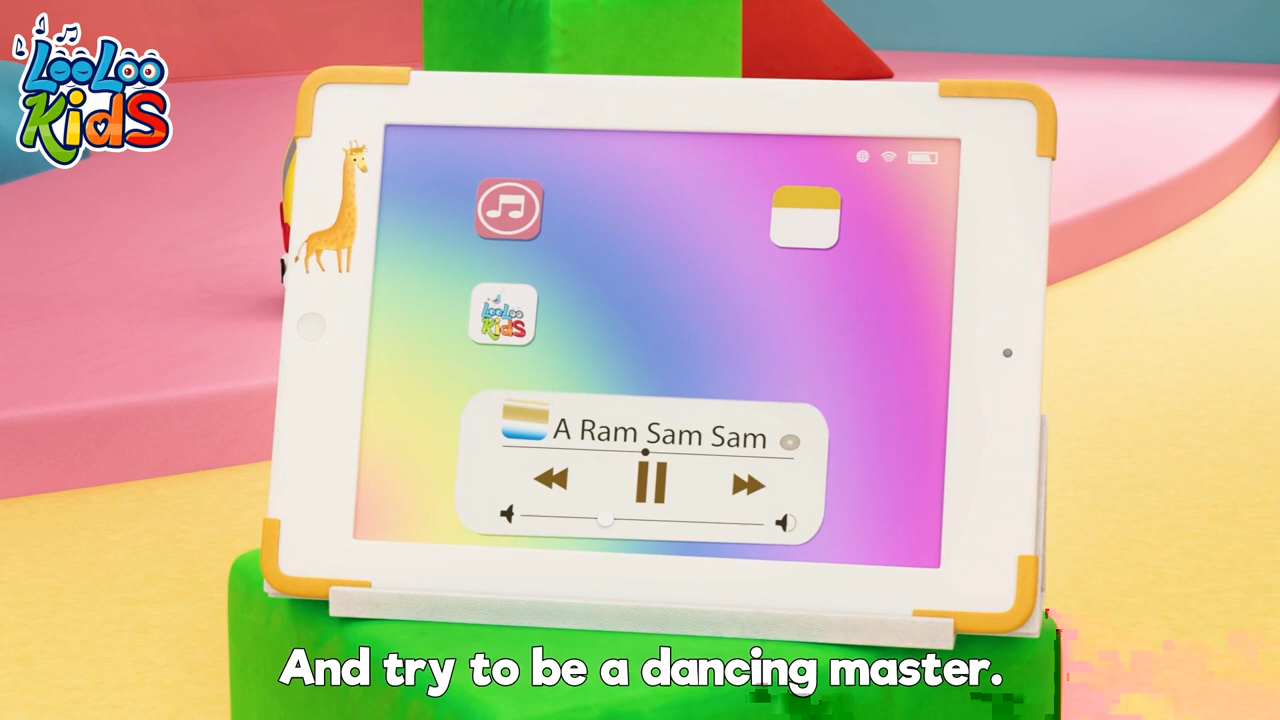 LooLoo
Kids
LooLoo
Kids
A Ram Sam Sam
And try to be a dancing master.